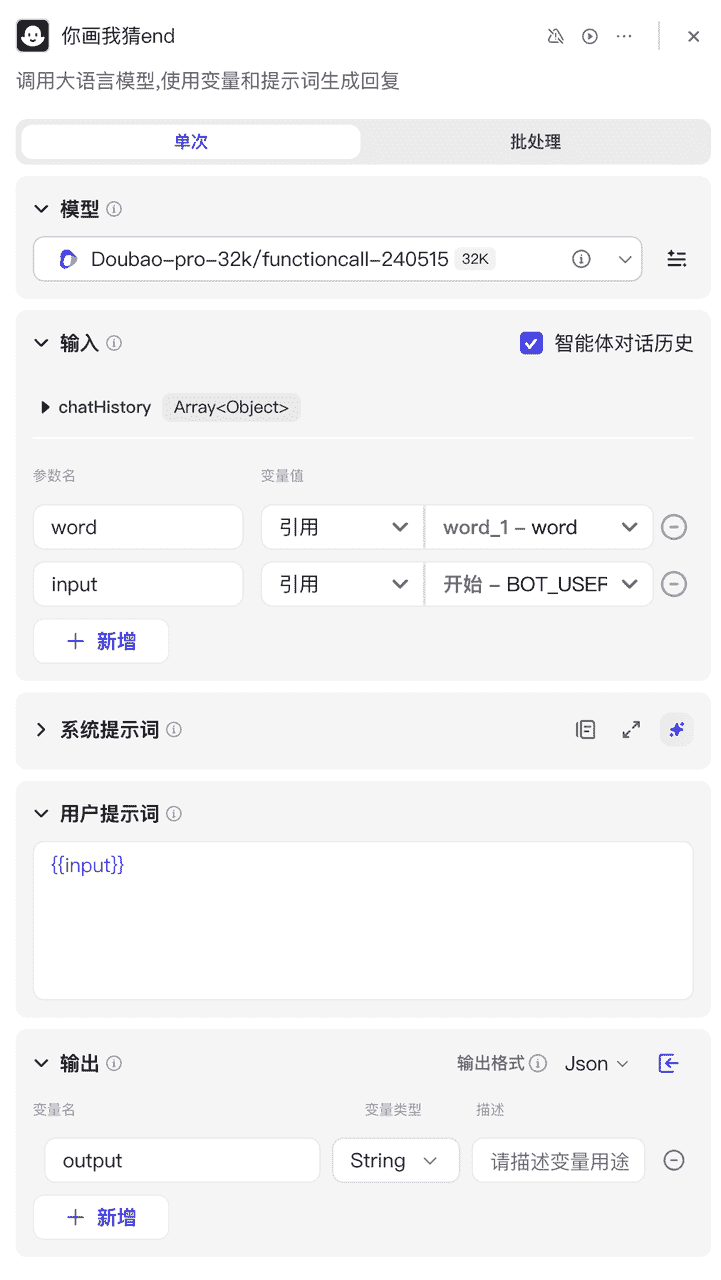 你画我猜end
调用大语言模型,使用变量和提示词生成回复
单次 批处理
模型
Doubao-pro-32k/functioncall-240515 32K
输入 智能体对话历史
chatHistory Array<Object>
参数名 变量值
word 引用 word_1 - word
input 引用 开始 - BOT_USER
+ 新增
系统提示词
用户提示词
{{input}}
输出 输出格式 Json
变量名 变量类型 描述
output String 请描述变量用途
+ 新增